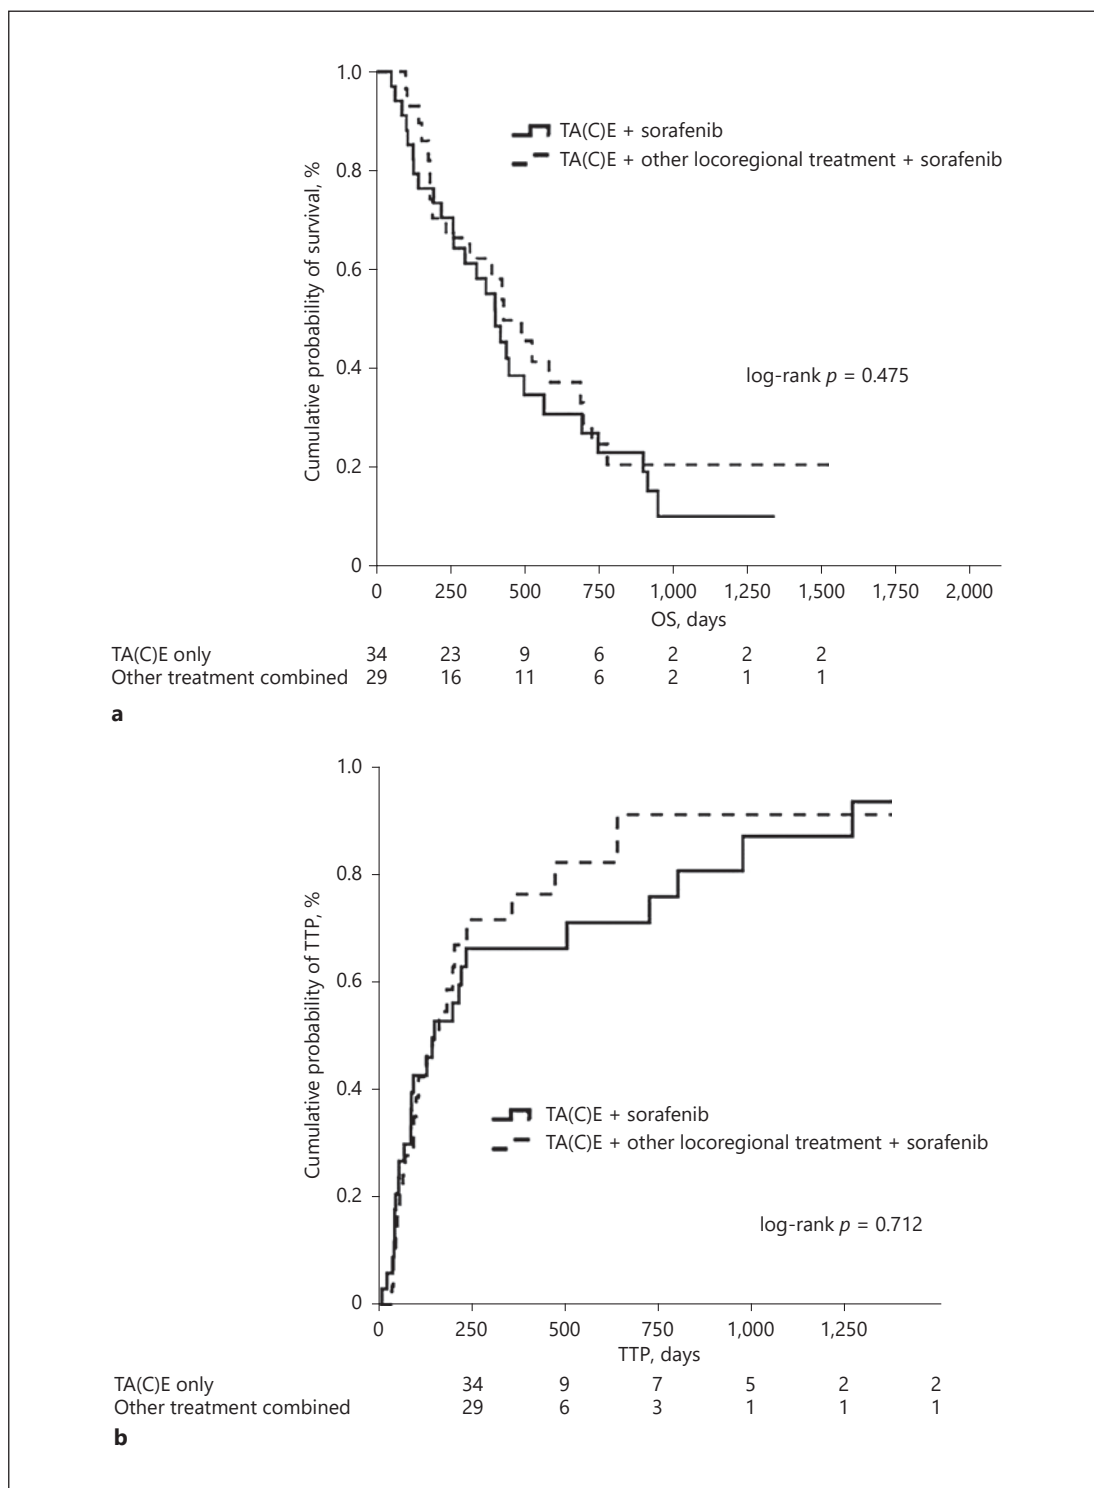 1.0
TA(C)E + sorafenib
TA(C)E + other locoregional treatment + sorafenib
0.8
Cumulative probability of survival, %
0.6
0.4
log-rank p = 0.475
0.2
0
0 250 500 750 1,000 1,250 1,500 1,750 2,000
OS, days
TA(C)E only 34 23 9 6 2 2 2
Other treatment combined 29 16 11 6 2 1 1
a
1.0
0.8
Cumulative probability of TTP, %
0.6
0.4
TA(C)E + sorafenib
TA(C)E + other locoregional treatment + sorafenib
0.2
log-rank p = 0.712
0
0 250 500 750 1,000 1,250
TTP, days
TA(C)E only 34 9 7 5 2 2
Other treatment combined 29 6 3 1 1 1
b